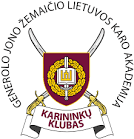 GENEROLO JONO ŽEMAIČIO LIETUVOS KARO AKADEMIJA
KARININKŲ
KLUBAS